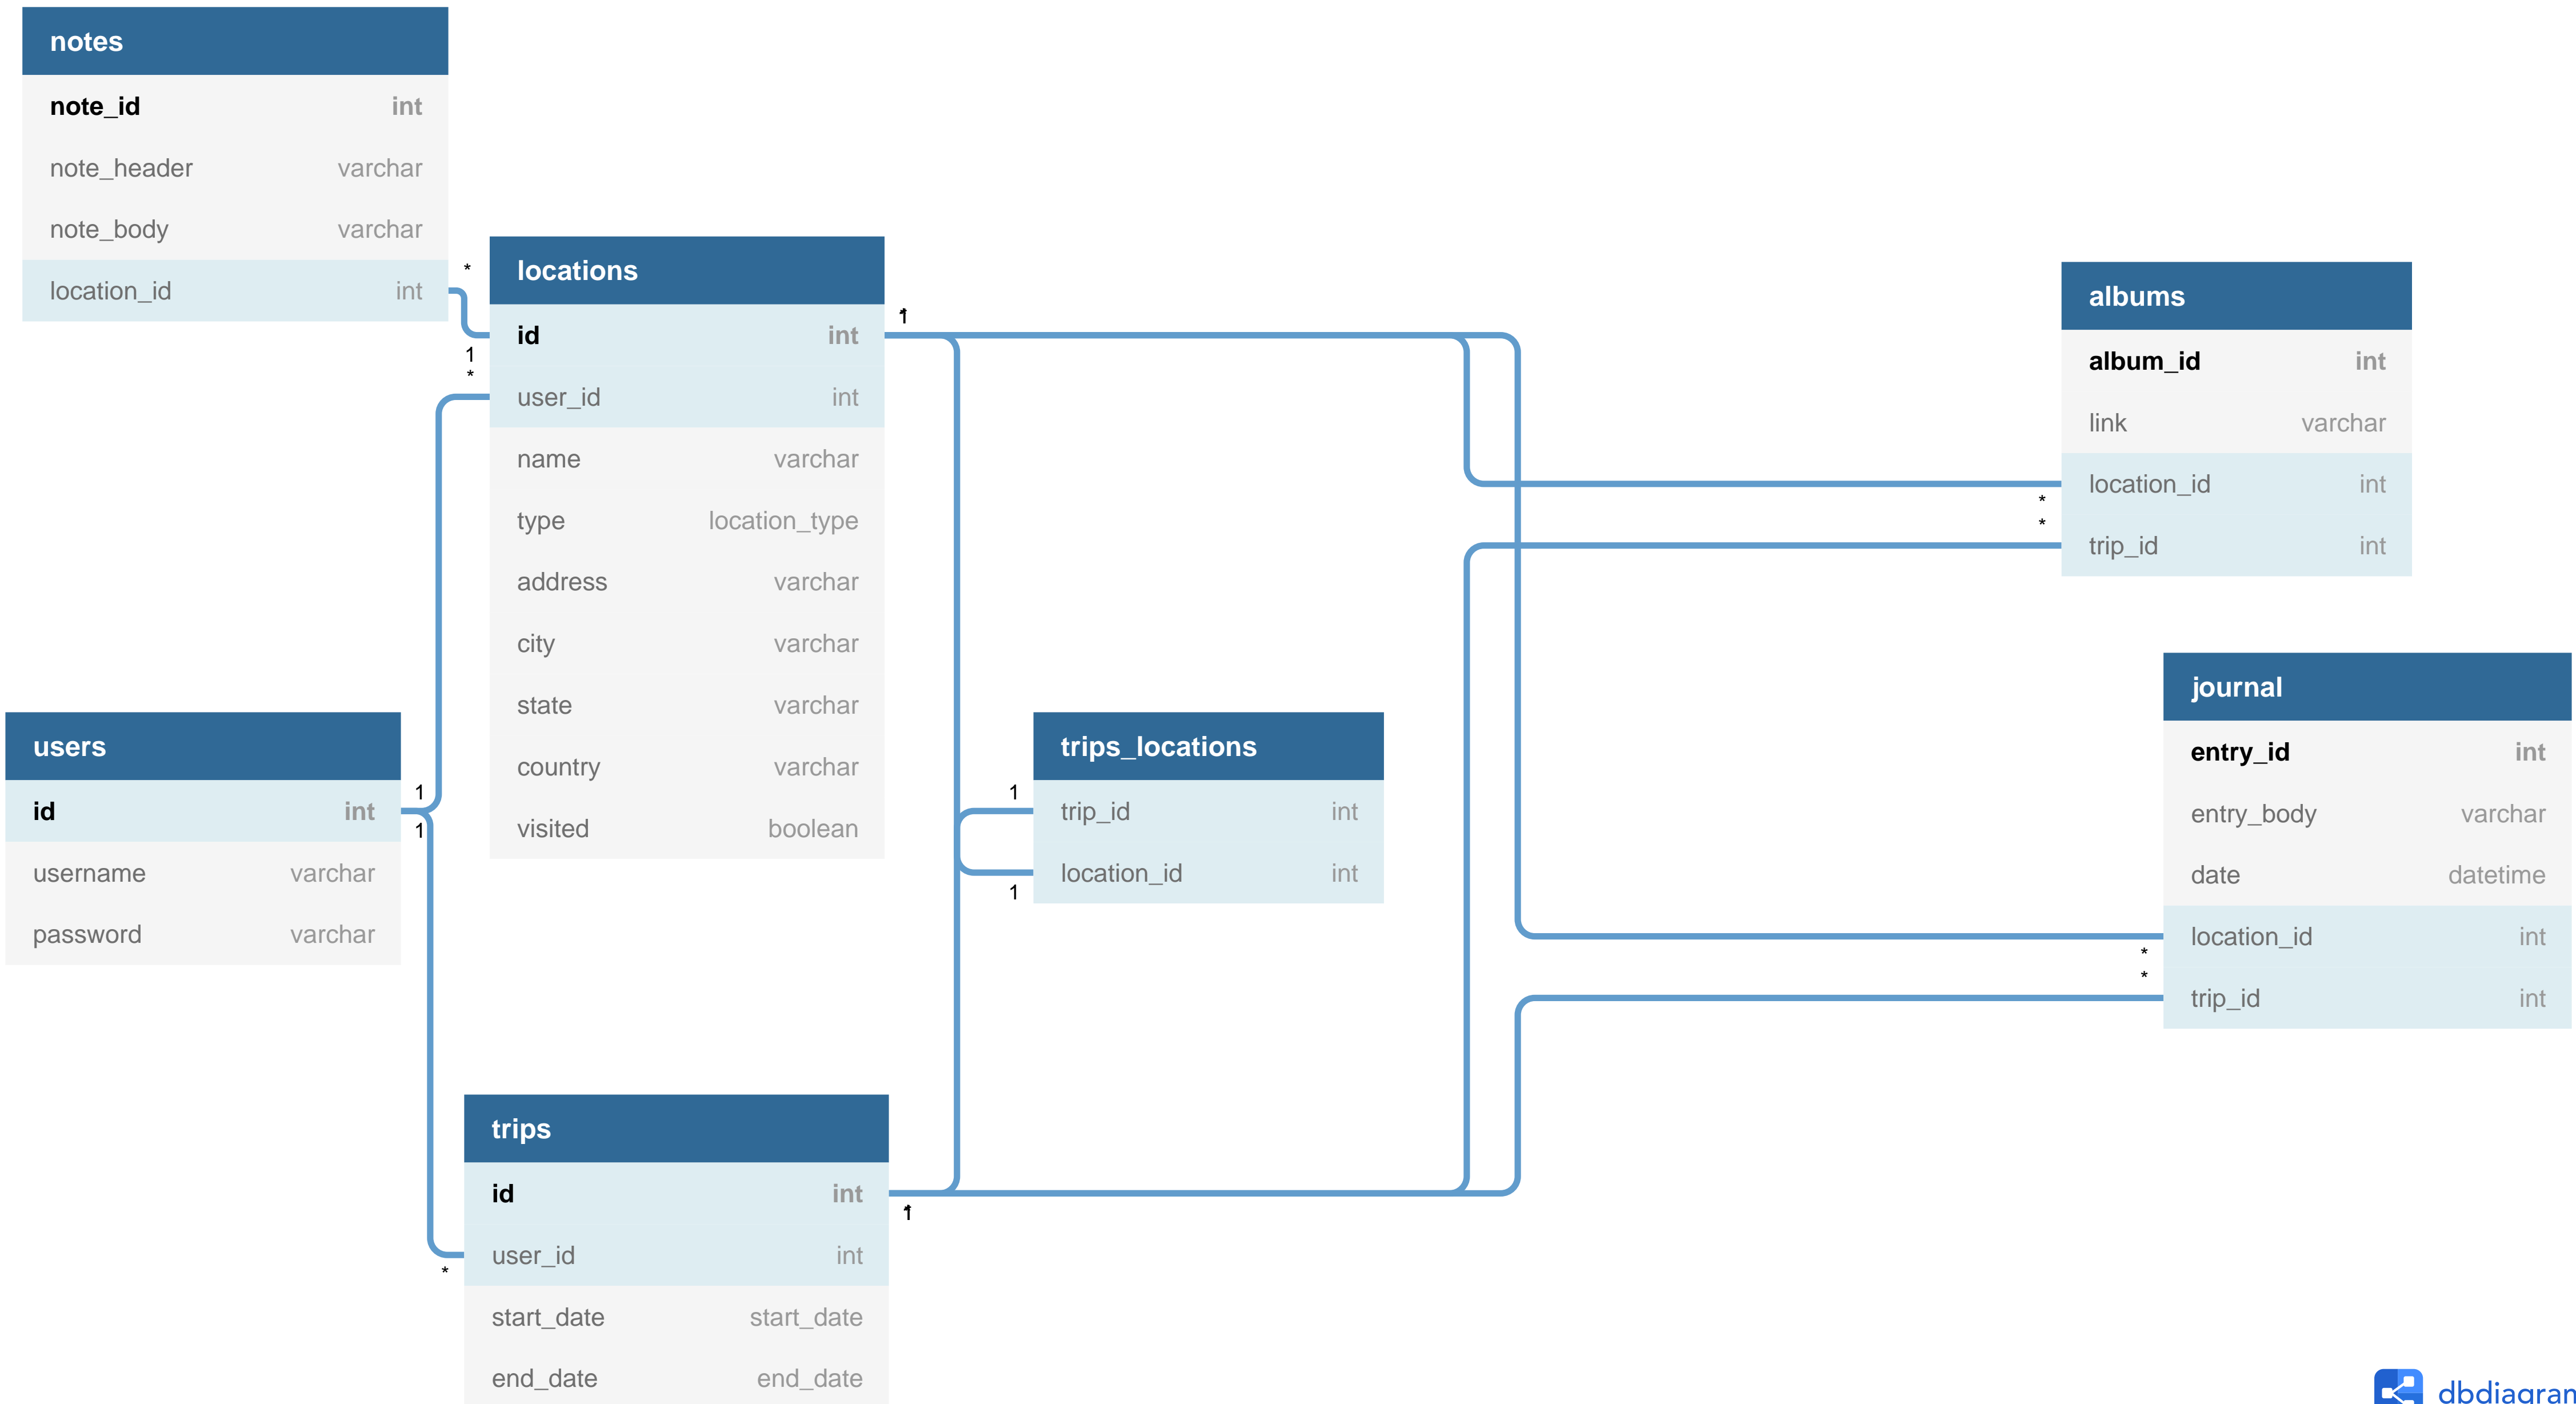 notes
note_id int
note_header varchar
note_body varchar
location_id int
*
1
*
locations
id int
user_id int
name varchar
type location_type
address varchar
city varchar
state varchar
country varchar
visited boolean
1
albums
album_id int
link varchar
location_id int
trip_id int
*
*
users
id int
username varchar
password varchar
1
1
trips_locations
trip_id int
location_id int
1
1
journal
entry_id int
entry_body varchar
date datetime
location_id int
trip_id int
*
*
trips
id int
user_id int
start_date start_date
end_date end_date
1
*